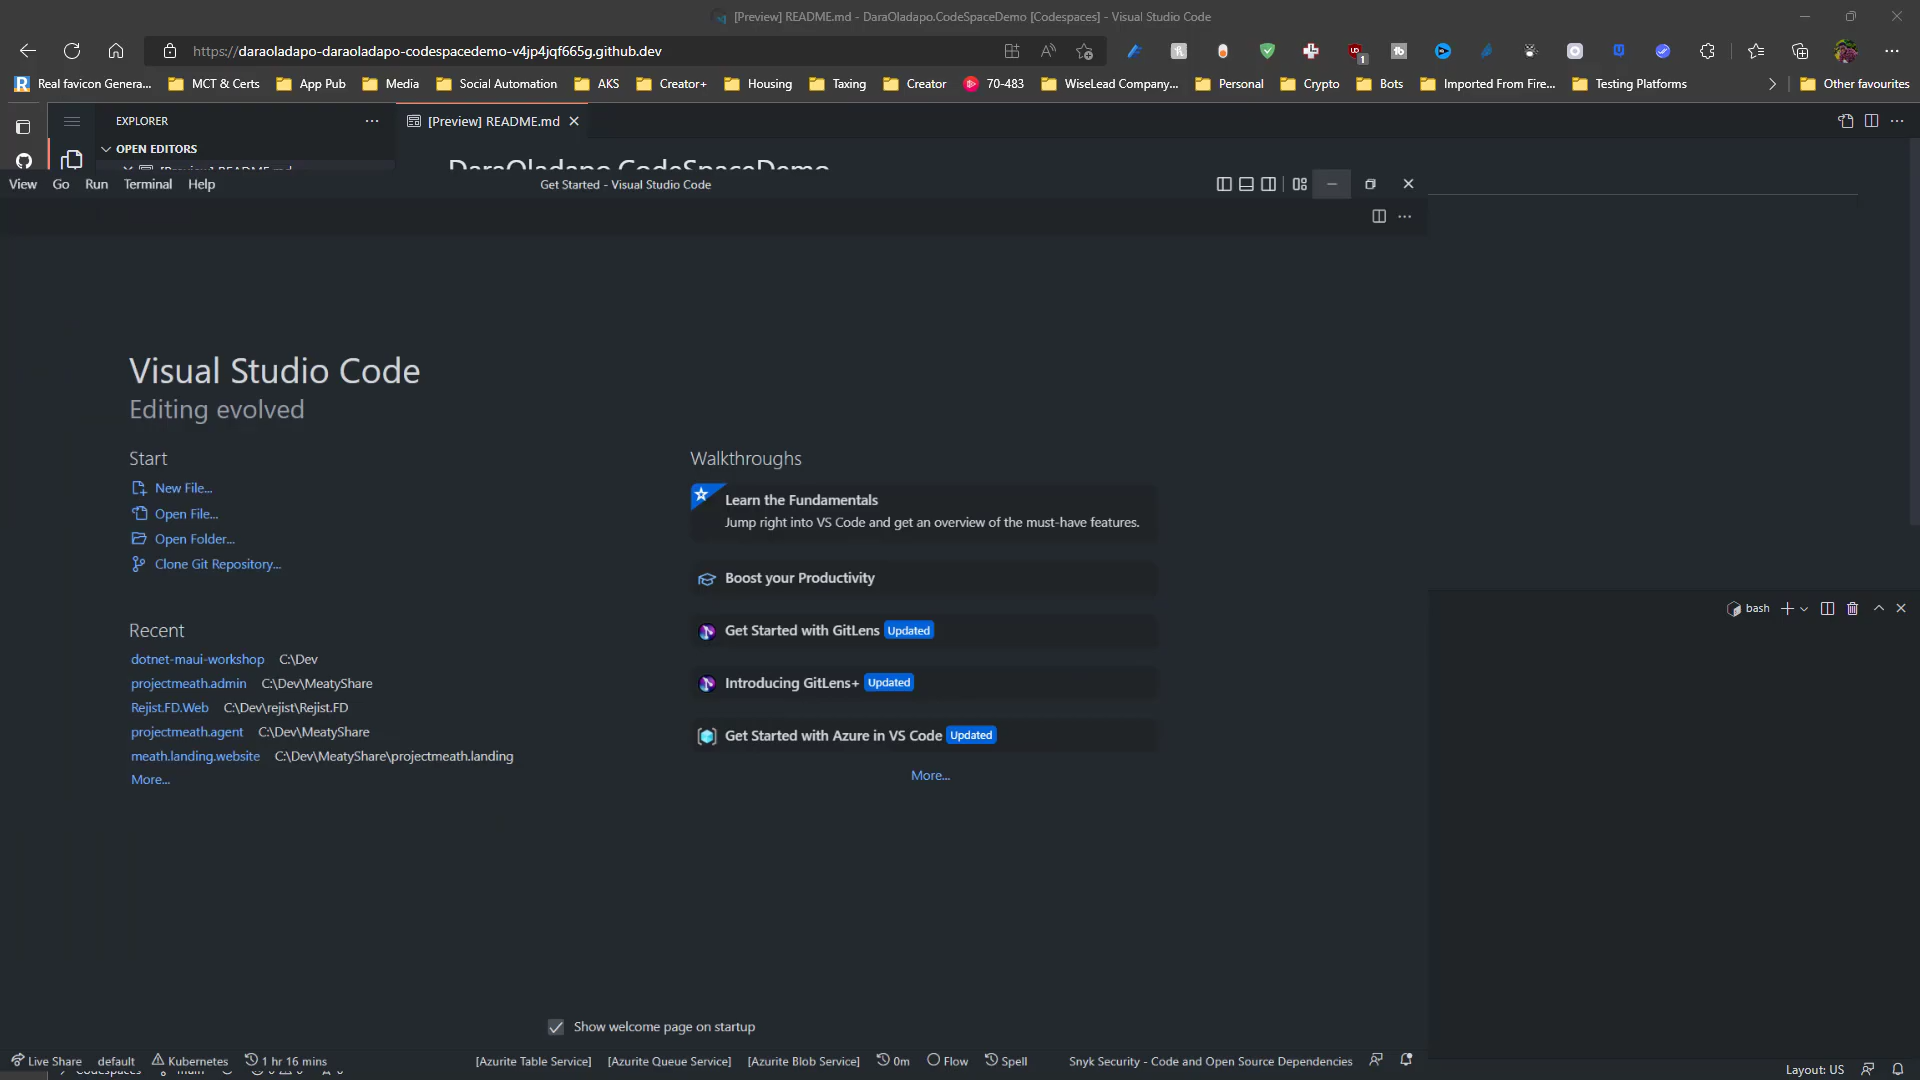 [Preview] README.md - DaraOladapo.CodeSpaceDemo [Codespaces] - Visual Studio Code
https://daraoladapo-daraoladapo-codespacedemo-v4jp4jqf665g.github.dev
1
Real favicon Genera... MCT & Certs App Pub Media Social Automation AKS Creator+ Housing Taxing Creator 70-483 WiseLead Company... Personal Crypto Bots Imported From Fire... Testing Platforms Other favourites
EXPLORER ... [Preview] README.md
OPEN EDITORS
[Preview] README.md
DaraOladapo.CodeSpaceDemo
View Go Run Terminal Help Get Started - Visual Studio Code
Visual Studio Code
Editing evolved
Start
New File...
Open File...
Open Folder...
Clone Git Repository...
Recent
dotnet-maui-workshop C:\Dev
projectmeath.admin C:\Dev\MeatyShare
Rejist.FD.Web C:\Dev\rejist\Rejist.FD
projectmeath.agent C:\Dev\MeatyShare
meath.landing.website C:\Dev\MeatyShare\projectmeath.landing
More...
Walkthroughs
Learn the Fundamentals
Jump right into VS Code and get an overview of the must-have features.
Boost your Productivity
Get Started with GitLens Updated
Introducing GitLens+ Updated
Get Started with Azure in VS Code Updated
More...
bash
Show welcome page on startup
Live Share default Kubernetes 1 hr 16 mins [Azurite Table Service] [Azurite Queue Service] [Azurite Blob Service] 0m Flow Spell Snyk Security - Code and Open Source Dependencies
Codespaces main Layout: US